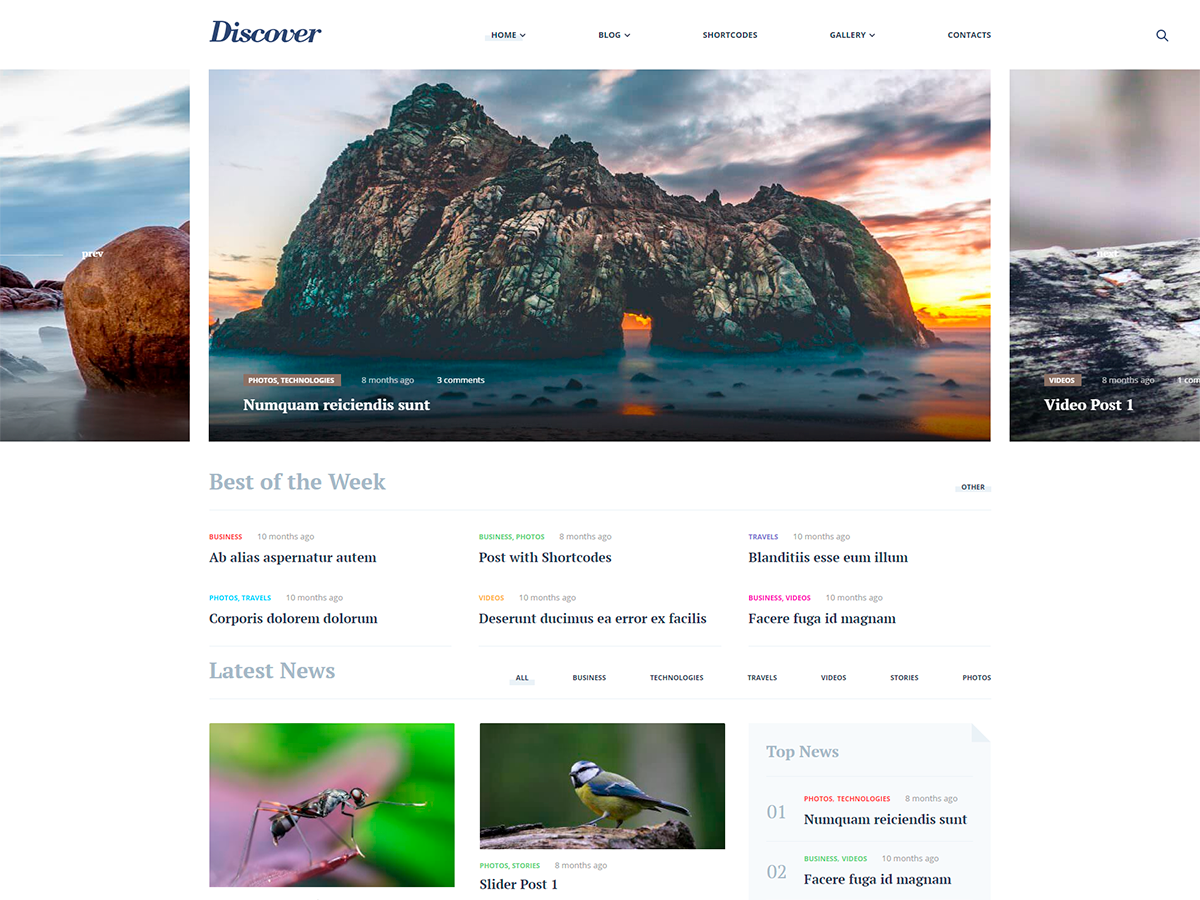 Discover
HOME
BLOG
SHORTCODES
GALLERY
CONTACTS
prev
PHOTOS, TECHNOLOGIES 8 months ago 3 comments
Numquam reiciendis sunt
VIDEOS 8 months ago 1 com
Video Post 1
Best of the Week
OTHER
BUSINESS 10 months ago
Ab alias aspernatur autem
BUSINESS, PHOTOS 8 months ago
Post with Shortcodes
TRAVELS 10 months ago
Blanditiis esse eum illum
PHOTOS, TRAVELS 10 months ago
Corporis dolorem dolorum
VIDEOS 10 months ago
Deserunt ducimus ea error ex facilis
BUSINESS, VIDEOS 10 months ago
Facere fuga id magnam
Latest News
ALL
BUSINESS
TECHNOLOGIES
TRAVELS
VIDEOS
STORIES
PHOTOS
PHOTOS, STORIES 8 months ago
Slider Post 1
Top News
01
PHOTOS, TECHNOLOGIES 8 months ago
Numquam reiciendis sunt
02
BUSINESS, VIDEOS 10 months ago
Facere fuga id magnam